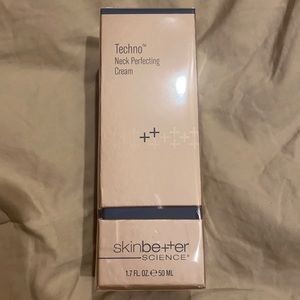 Techno™
Neck Perfecting
Cream
++
skinbetter
SCIENCE®
1.7 FL. OZ. ℮ 50 ML